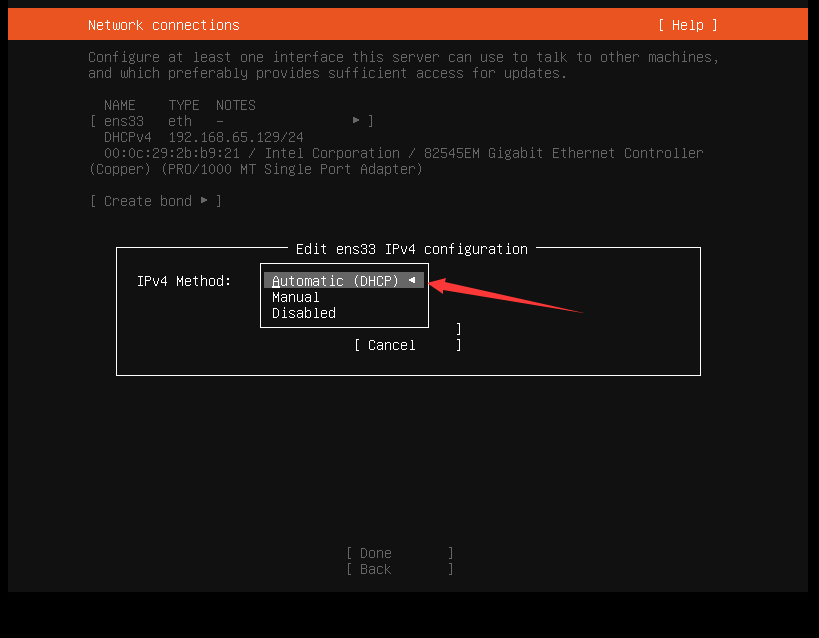 Network connections [ Help ]
Configure at least one interface this server can use to talk to other machines,
and which preferably provides sufficient access for updates.
NAME TYPE NOTES
[ ens33 eth - ▸ ]
DHCPv4 192.168.65.129/24
00:0c:29:2b:b9:21 / Intel Corporation / 82545EM Gigabit Ethernet Controller
(Copper) (PRO/1000 MT Single Port Adapter)
[ Create bond ▸ ]
Edit ens33 IPv4 configuration
IPv4 Method: Automatic (DHCP) ◂
Manual
Disabled
]
[ Cancel ]
[ Done ]
[ Back ]